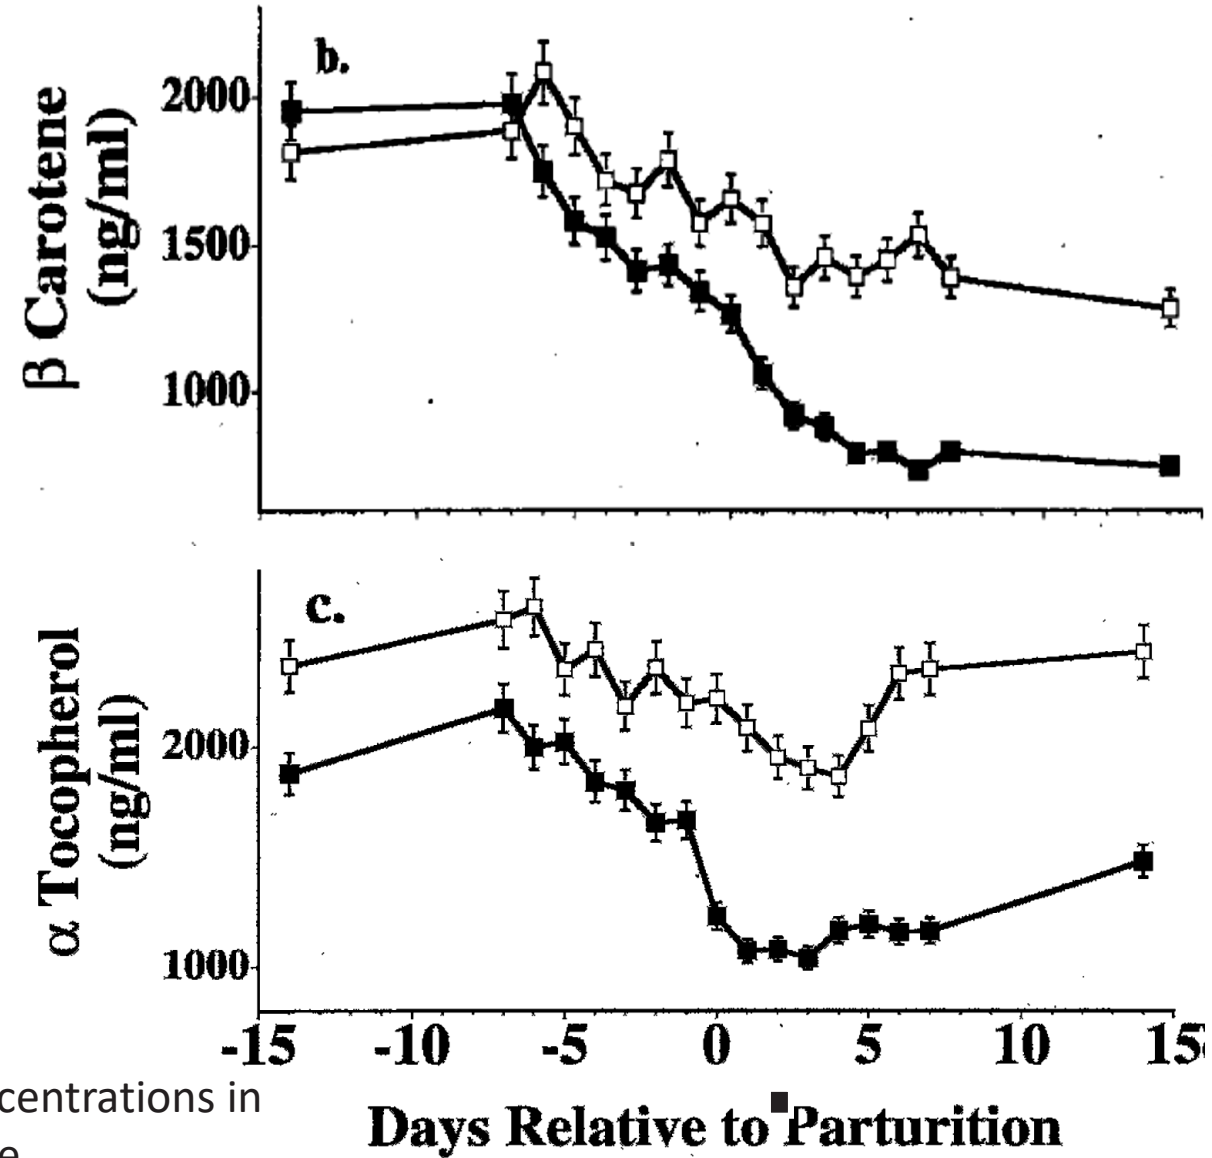 b.
β Carotene
(ng/ml)
2000
1500
1000
c.
α Tocopherol
(ng/ml)
2000
1000
-15
-10
-5
0
5
10
15
centrations in
Days Relative to Parturition
e